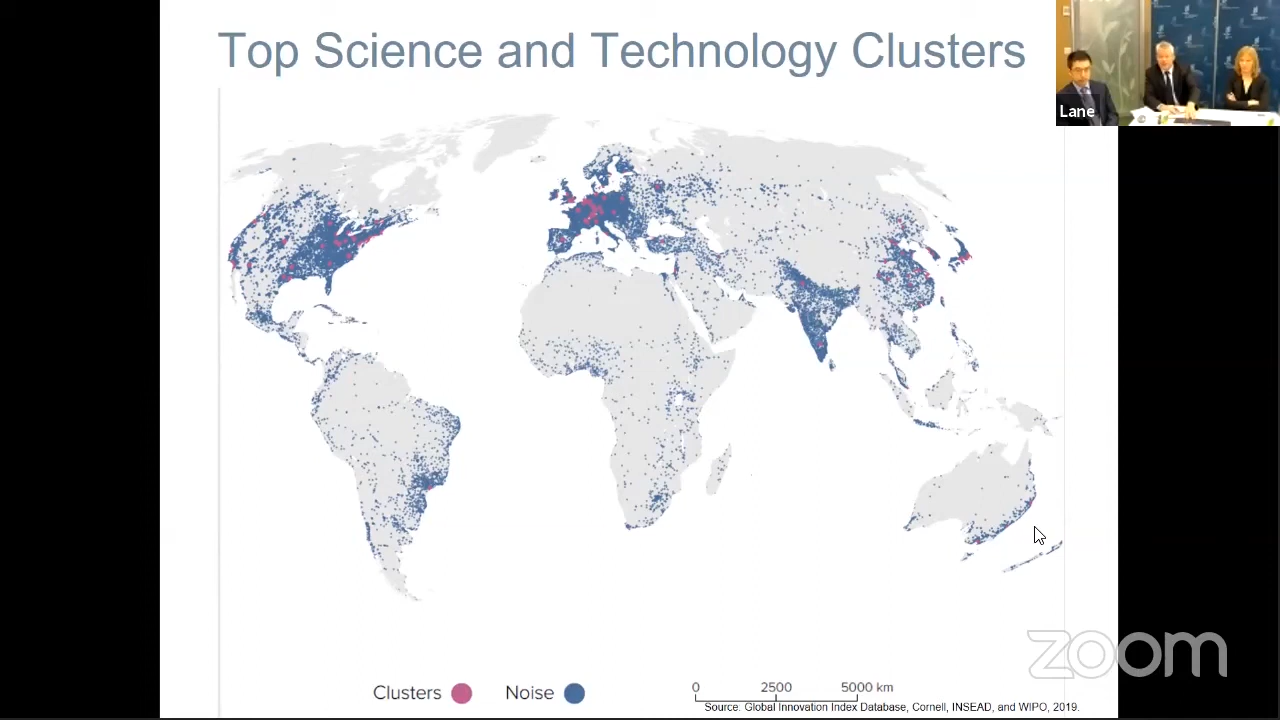 Top Science and Technology Clusters
Lane
Clusters
Noise
0 2500 5000 km
Source: Global Innovation Index Database, Cornell, INSEAD, and WIPO, 2019.
zoom